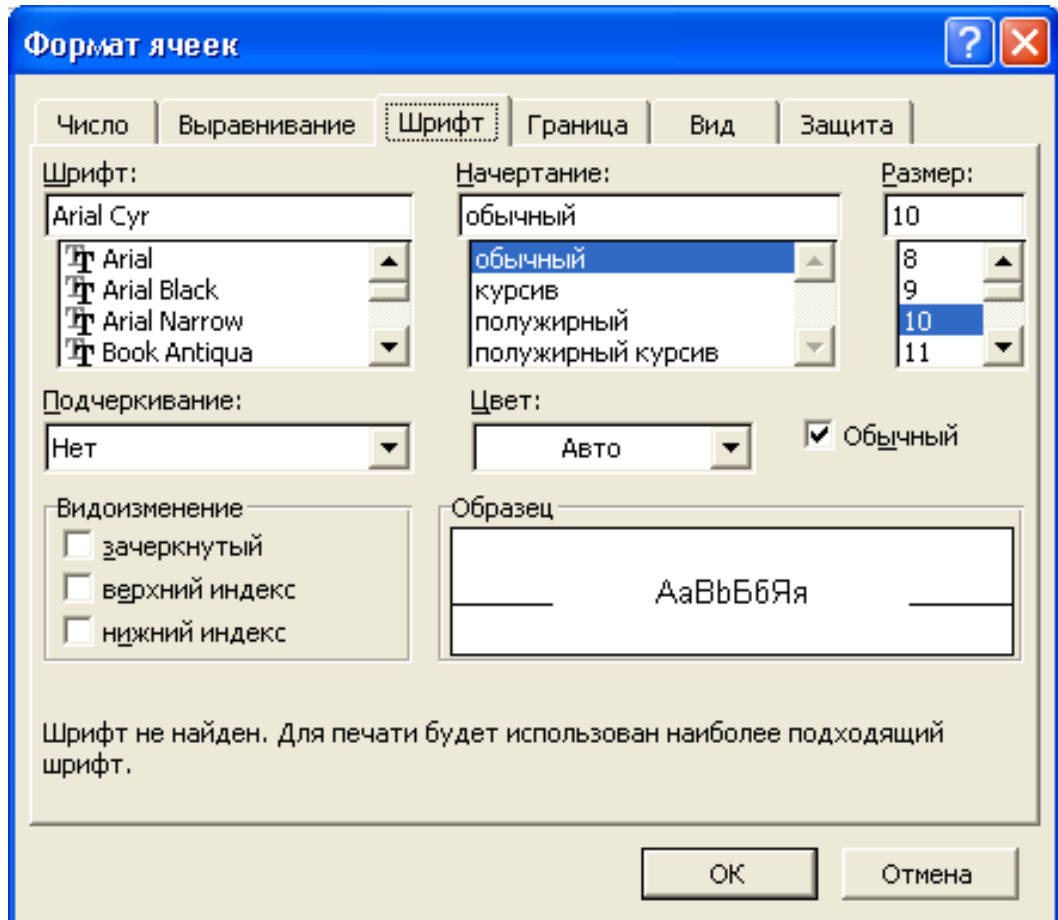 Формат ячеек
Число Выравнивание Шрифт Граница Вид Защита
Шрифт: Начертание: Размер:
Arial Cyr обычный 10
Arial обычный 8
Arial Black курсив 9
Arial Narrow полужирный 10
Book Antiqua полужирный курсив 11
Подчеркивание: Цвет:
Нет Авто Обычный
Видоизменение Образец
зачеркнутый
верхний индекс АаBbБбЯя
нижний индекс
Шрифт не найден. Для печати будет использован наиболее подходящий
шрифт.
ОК Отмена